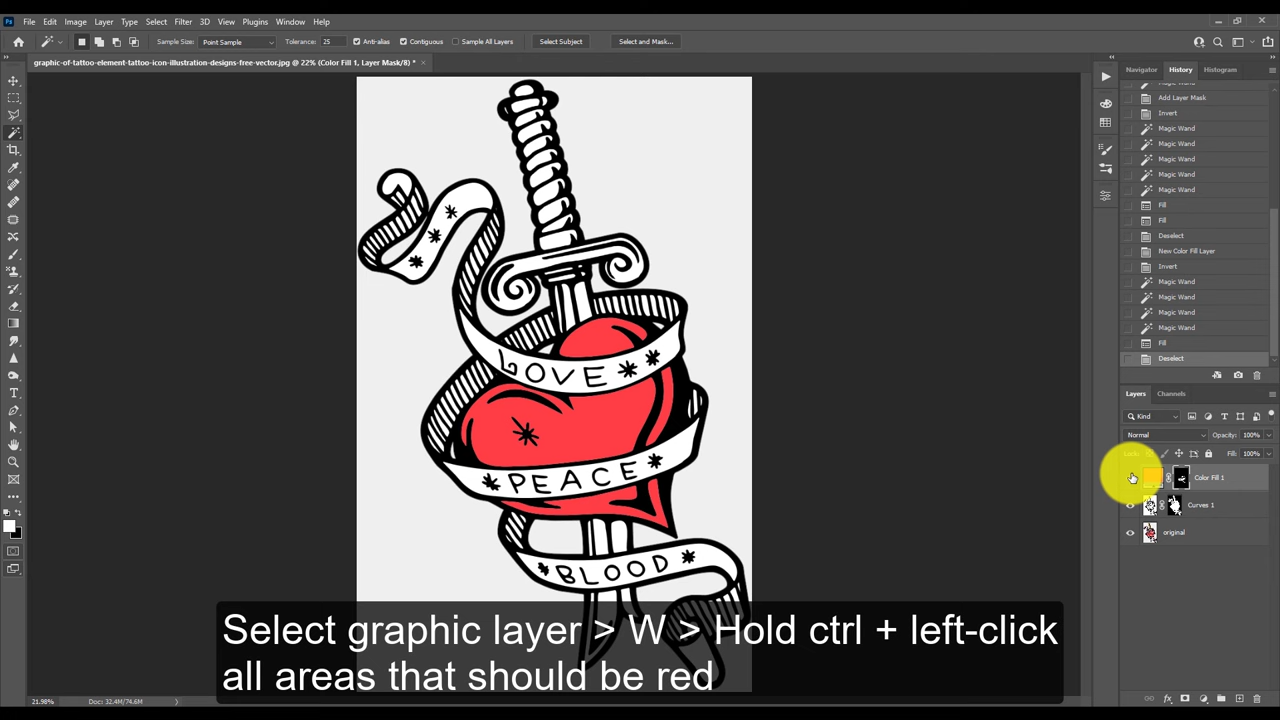 Ps File Edit Image Layer Type Select Filter 3D View Plugins Window Help
Sample Size: Point Sample Tolerance: 25 Anti-alias Contiguous Sample All Layers Select Subject Select and Mask...
graphic-of-tattoo-element-tattoo-icon-illustration-designs-free-vector.jpg @ 22% (Color Fill 1, Layer Mask/8) *
Navigator History Histogram
Magic Wand
Add Layer Mask
Invert
Magic Wand
Magic Wand
Magic Wand
Magic Wand
Magic Wand
Fill
Fill
Deselect
New Color Fill Layer
Invert
Magic Wand
Magic Wand
Magic Wand
Magic Wand
Fill
Deselect
LOVE
PEACE
BLOOD
Layers Channels
Kind
Normal Opacity: 100%
Lock: Fill: 100%
Color Fill 1
Curves 1
original
Select graphic layer > W > Hold ctrl + left-click
all areas that should be red
21.98% Doc: 32.4M/74.6M